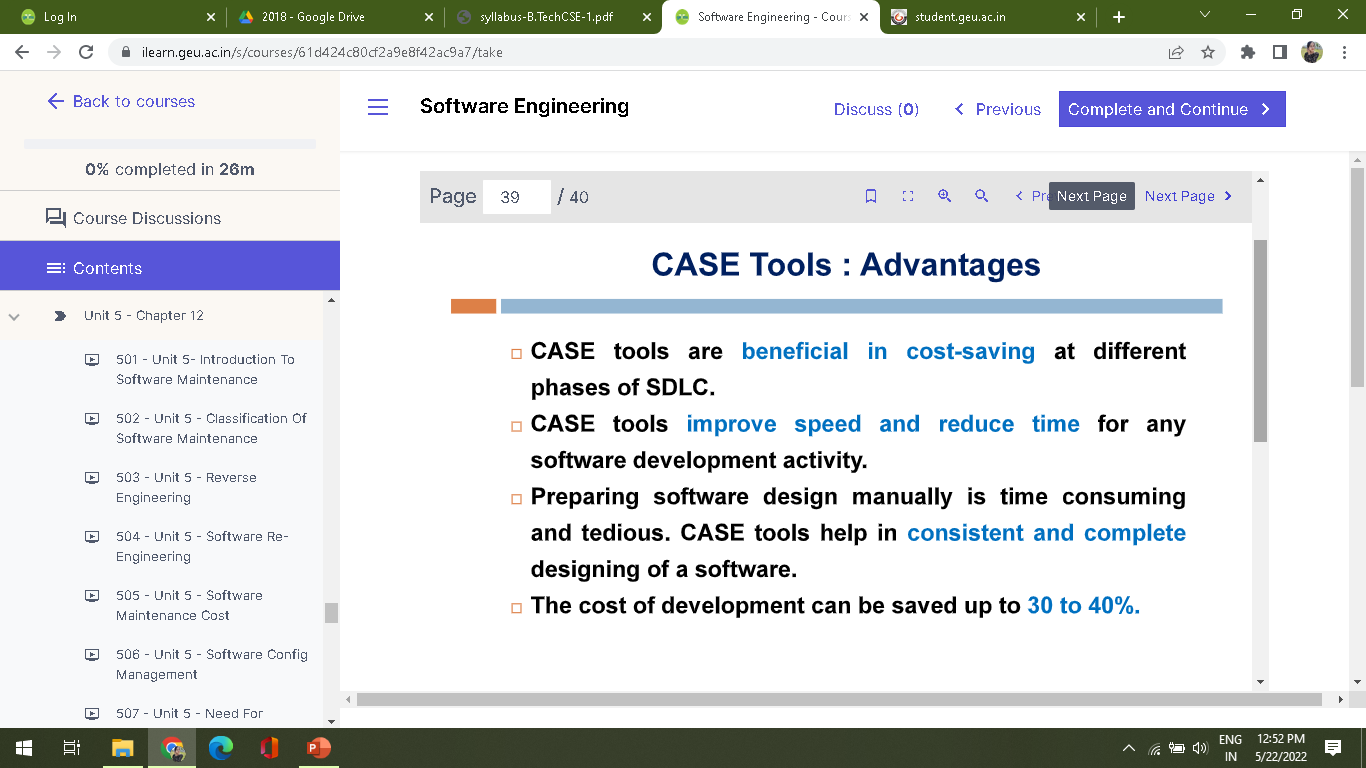 Log In
2018 - Google Drive
syllabus-B.TechCSE-1.pdf
Software Engineering - Cour
student.geu.ac.in
ilearn.geu.ac.in/s/courses/61d424c80cf2a9e8f42ac9a7/take
Back to courses
0% completed in 26m
Course Discussions
Contents
Unit 5 - Chapter 12
501 - Unit 5- Introduction To
Software Maintenance
502 - Unit 5 - Classification Of
Software Maintenance
503 - Unit 5 - Reverse
Engineering
504 - Unit 5 - Software Re-
Engineering
505 - Unit 5 - Software
Maintenance Cost
506 - Unit 5 - Software Config
Management
507 - Unit 5 - Need For
Software Engineering
Discuss (0)
Previous
Complete and Continue
Page 39 / 40
Pre
Next Page
Next Page
CASE Tools : Advantages
CASE tools are beneficial in cost-saving at different
phases of SDLC.
CASE tools improve speed and reduce time for any
software development activity.
Preparing software design manually is time consuming
and tedious. CASE tools help in consistent and complete
designing of a software.
The cost of development can be saved up to 30 to 40%.
ENG
IN
12:52 PM
5/22/2022